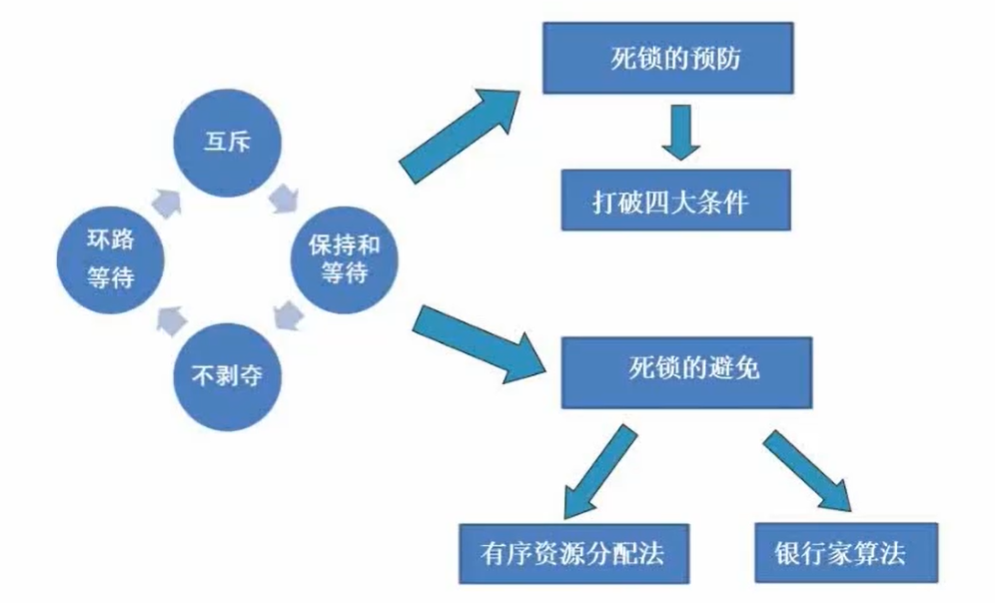 互斥
保持和
等待
不剥夺
环路
等待
死锁的预防
打破四大条件
死锁的避免
有序资源分配法
银行家算法